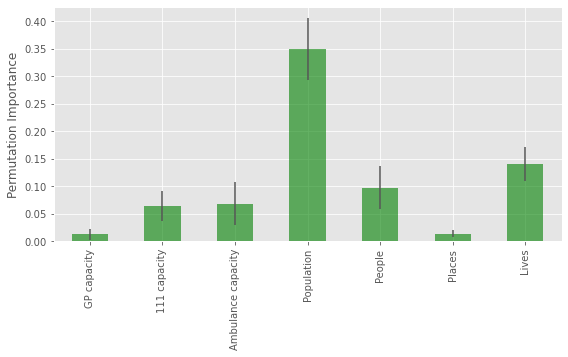 Permutation Importance
0.40
0.35
0.30
0.25
0.20
0.15
0.10
0.05
0.00
GP capacity
111 capacity
Ambulance capacity
Population
People
Places
Lives